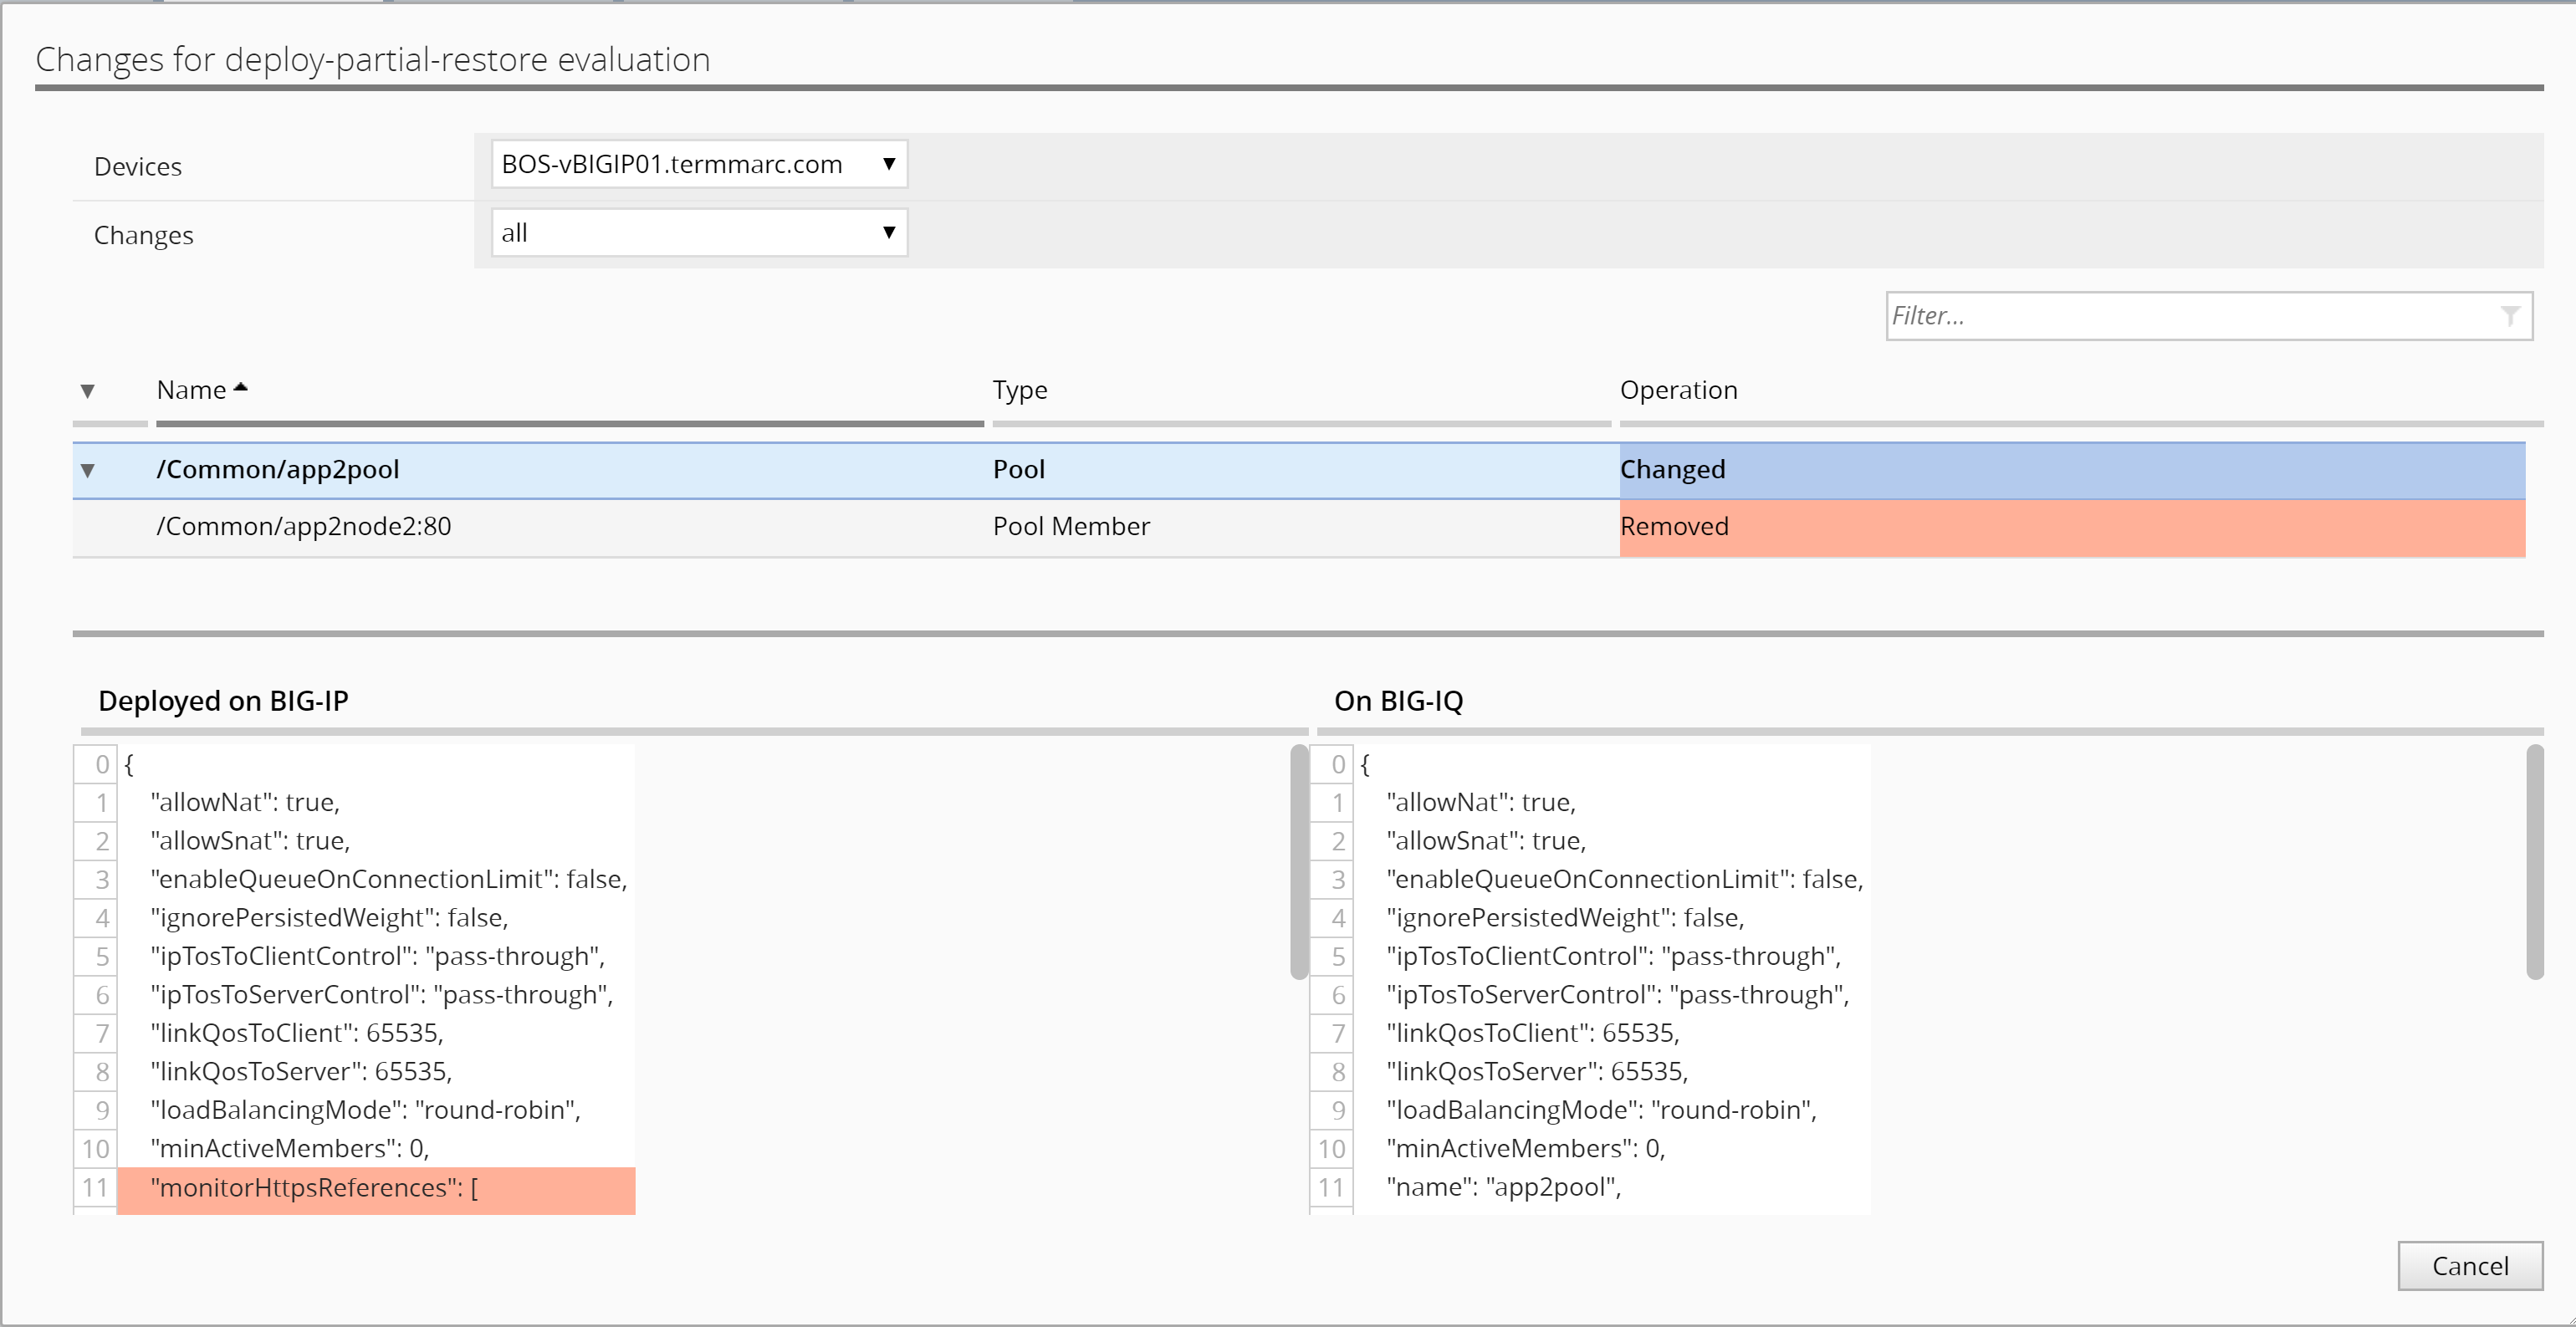 Changes for deploy-partial-restore evaluation
Devices
BOS-vBIGIP01.termmarc.com
Changes
all
Filter...
Name Type Operation
/Common/app2pool Pool Changed
/Common/app2node2:80 Pool Member Removed
Deployed on BIG-IP
0 {
1 "allowNat": true,
2 "allowSnat": true,
3 "enableQueueOnConnectionLimit": false,
4 "ignorePersistedWeight": false,
5 "ipTosToClientControl": "pass-through",
6 "ipTosToServerControl": "pass-through",
7 "linkQosToClient": 65535,
8 "linkQosToServer": 65535,
9 "loadBalancingMode": "round-robin",
10 "minActiveMembers": 0,
11 "monitorHttpsReferences": [
On BIG-IQ
0 {
1 "allowNat": true,
2 "allowSnat": true,
3 "enableQueueOnConnectionLimit": false,
4 "ignorePersistedWeight": false,
5 "ipTosToClientControl": "pass-through",
6 "ipTosToServerControl": "pass-through",
7 "linkQosToClient": 65535,
8 "linkQosToServer": 65535,
9 "loadBalancingMode": "round-robin",
10 "minActiveMembers": 0,
11 "name": "app2pool",
Cancel